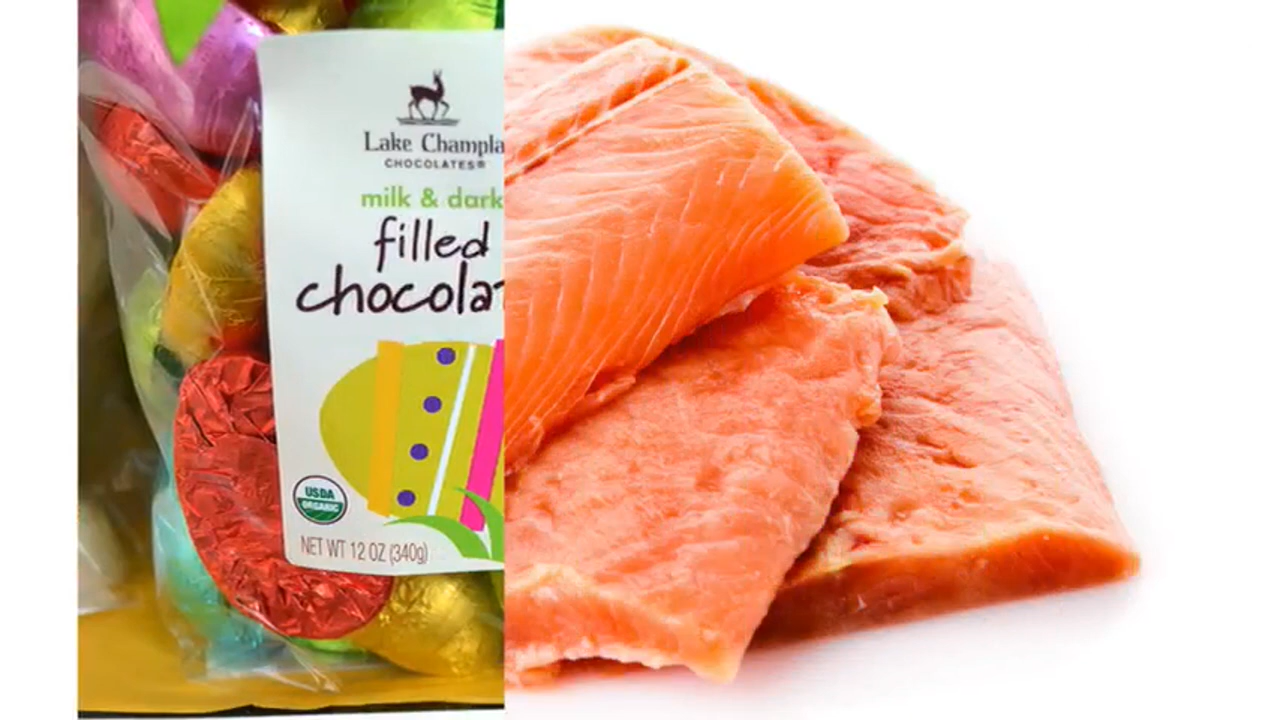 Lake Champla
CHOCOLATES®
milk & dark
filled
chocolat
USDA
ORGANIC
NET WT 12 OZ (340g)